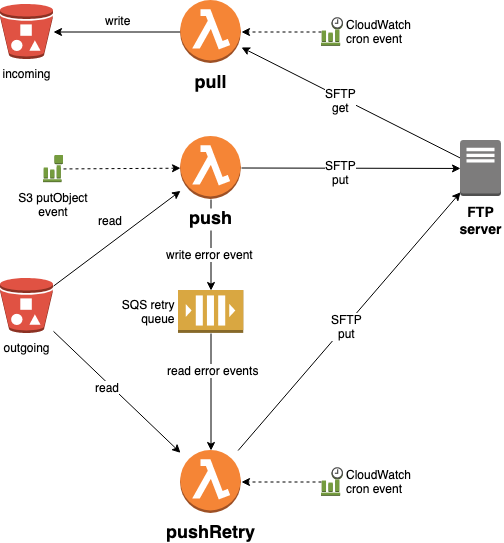 write
CloudWatch
cron event
incoming
pull
SFTP
get
S3 putObject
event
read
push
SFTP
put
FTP
server
write error event
SQS retry
queue
outgoing
SFTP
put
read
read error events
CloudWatch
cron event
pushRetry